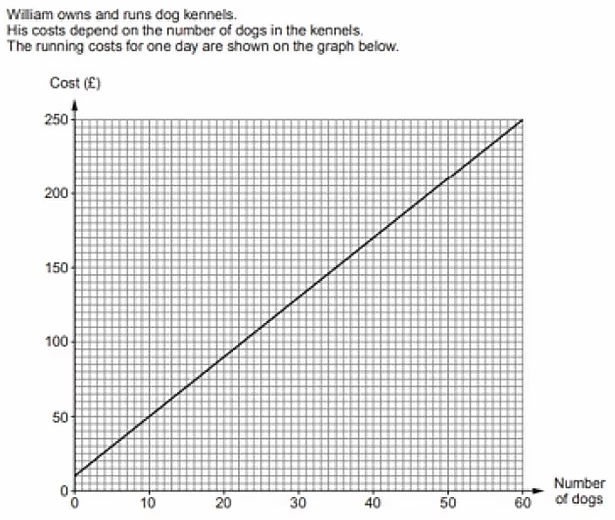 William owns and runs dog kennels.
His costs depend on the number of dogs in the kennels.
The running costs for one day are shown on the graph below.
Cost (£)
250
200
150
100
50
0
0 10 20 30 40 50 60
Number
of dogs